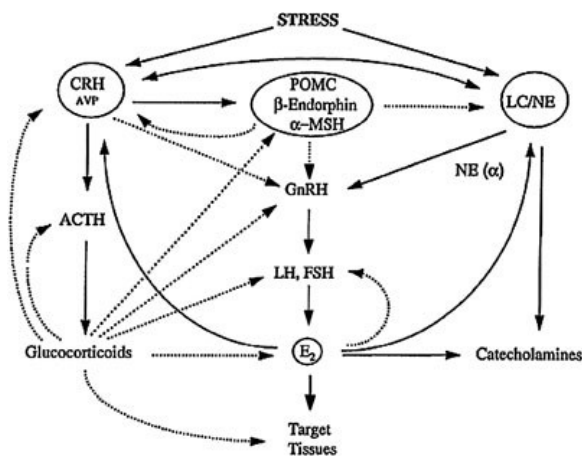 STRESS
CRH
AVP
POMC
β-Endorphin
α-MSH
LC/NE
NE (α)
GnRH
ACTH
LH, FSH
Glucocorticoids
E2
Catecholamines
Target
Tissues